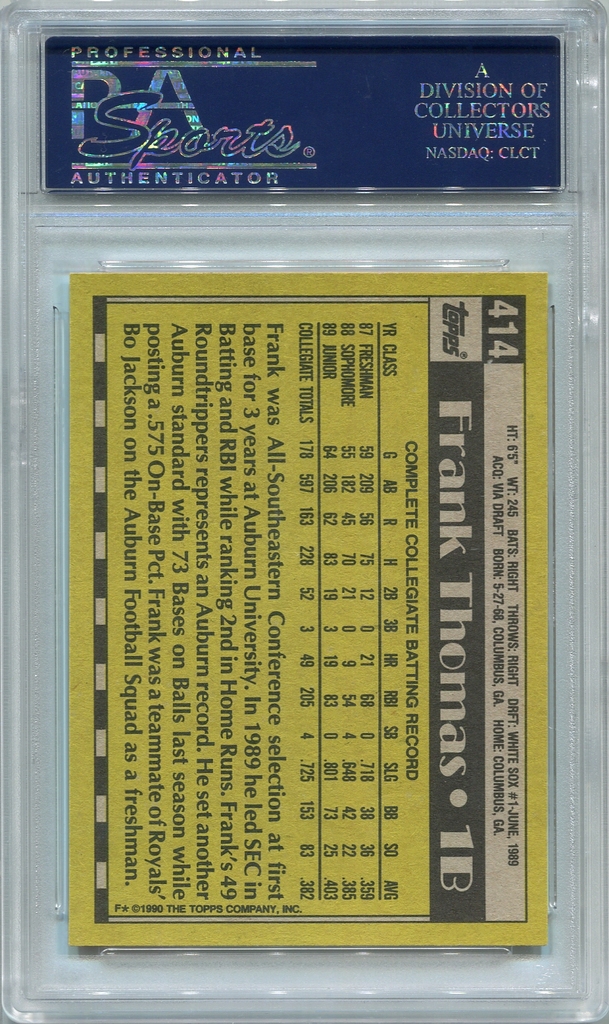 PROFESSIONAL
PSA
Sports®
AUTHENTICATOR
A
DIVISION OF
COLLECTORS
UNIVERSE
NASDAQ: CLCT
414
topps®
HT: 6'5" WT: 245 BATS: RIGHT THROWS: RIGHT DRFT: WHITE SOX #1-JUNE, 1989
ACQ: VIA DRAFT BORN: 5-27-68, COLUMBUS, GA. HOME: COLUMBUS, GA.
Frank Thomas • 1B
COMPLETE COLLEGIATE BATTING RECORD
YR CLASS G AB R H 2B 3B HR RBI SB SLG BB SO AVG
87 FRESHMAN 59 209 56 75 12 0 21 68 0 .718 38 36 .359
88 SOPHOMORE 55 182 45 70 21 0 9 54 4 .648 42 22 .385
89 JUNIOR 64 206 62 83 19 3 19 83 0 .801 73 25 .403
COLLEGIATE TOTALS 178 597 163 228 52 3 49 205 4 .725 153 83 .382
Frank was All-Southeastern Conference selection at first
base for 3 years at Auburn University. In 1989 he led SEC in
Batting and RBI while ranking 2nd in Home Runs. Frank's 49
Roundtrippers represents an Auburn record. He set another
Auburn standard with 73 Bases on Balls last season while
posting a .575 On-Base Pct. Frank was a teammate of Royals'
Bo Jackson on the Auburn Football Squad as a freshman.
F* ©1990 THE TOPPS COMPANY, INC.